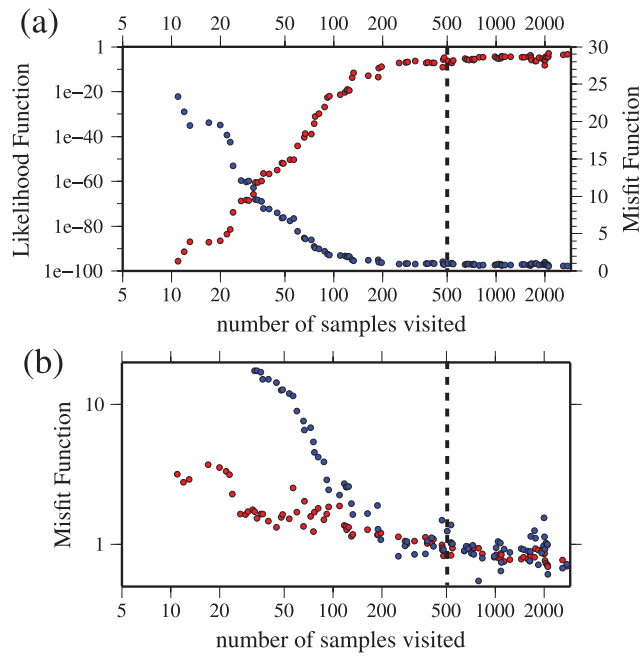 (a)
5 10 20 50 100 200 500 1000 2000
1 30
1e−20 25
1e−40 20
15
1e−60 10
1e−80 5
1e−100 0
Likelihood Function
Misfit Function
5 10 20 50 100 200 500 1000 2000
number of samples visited
(b)
10
1
Misfit Function
5 10 20 50 100 200 500 1000 2000
number of samples visited